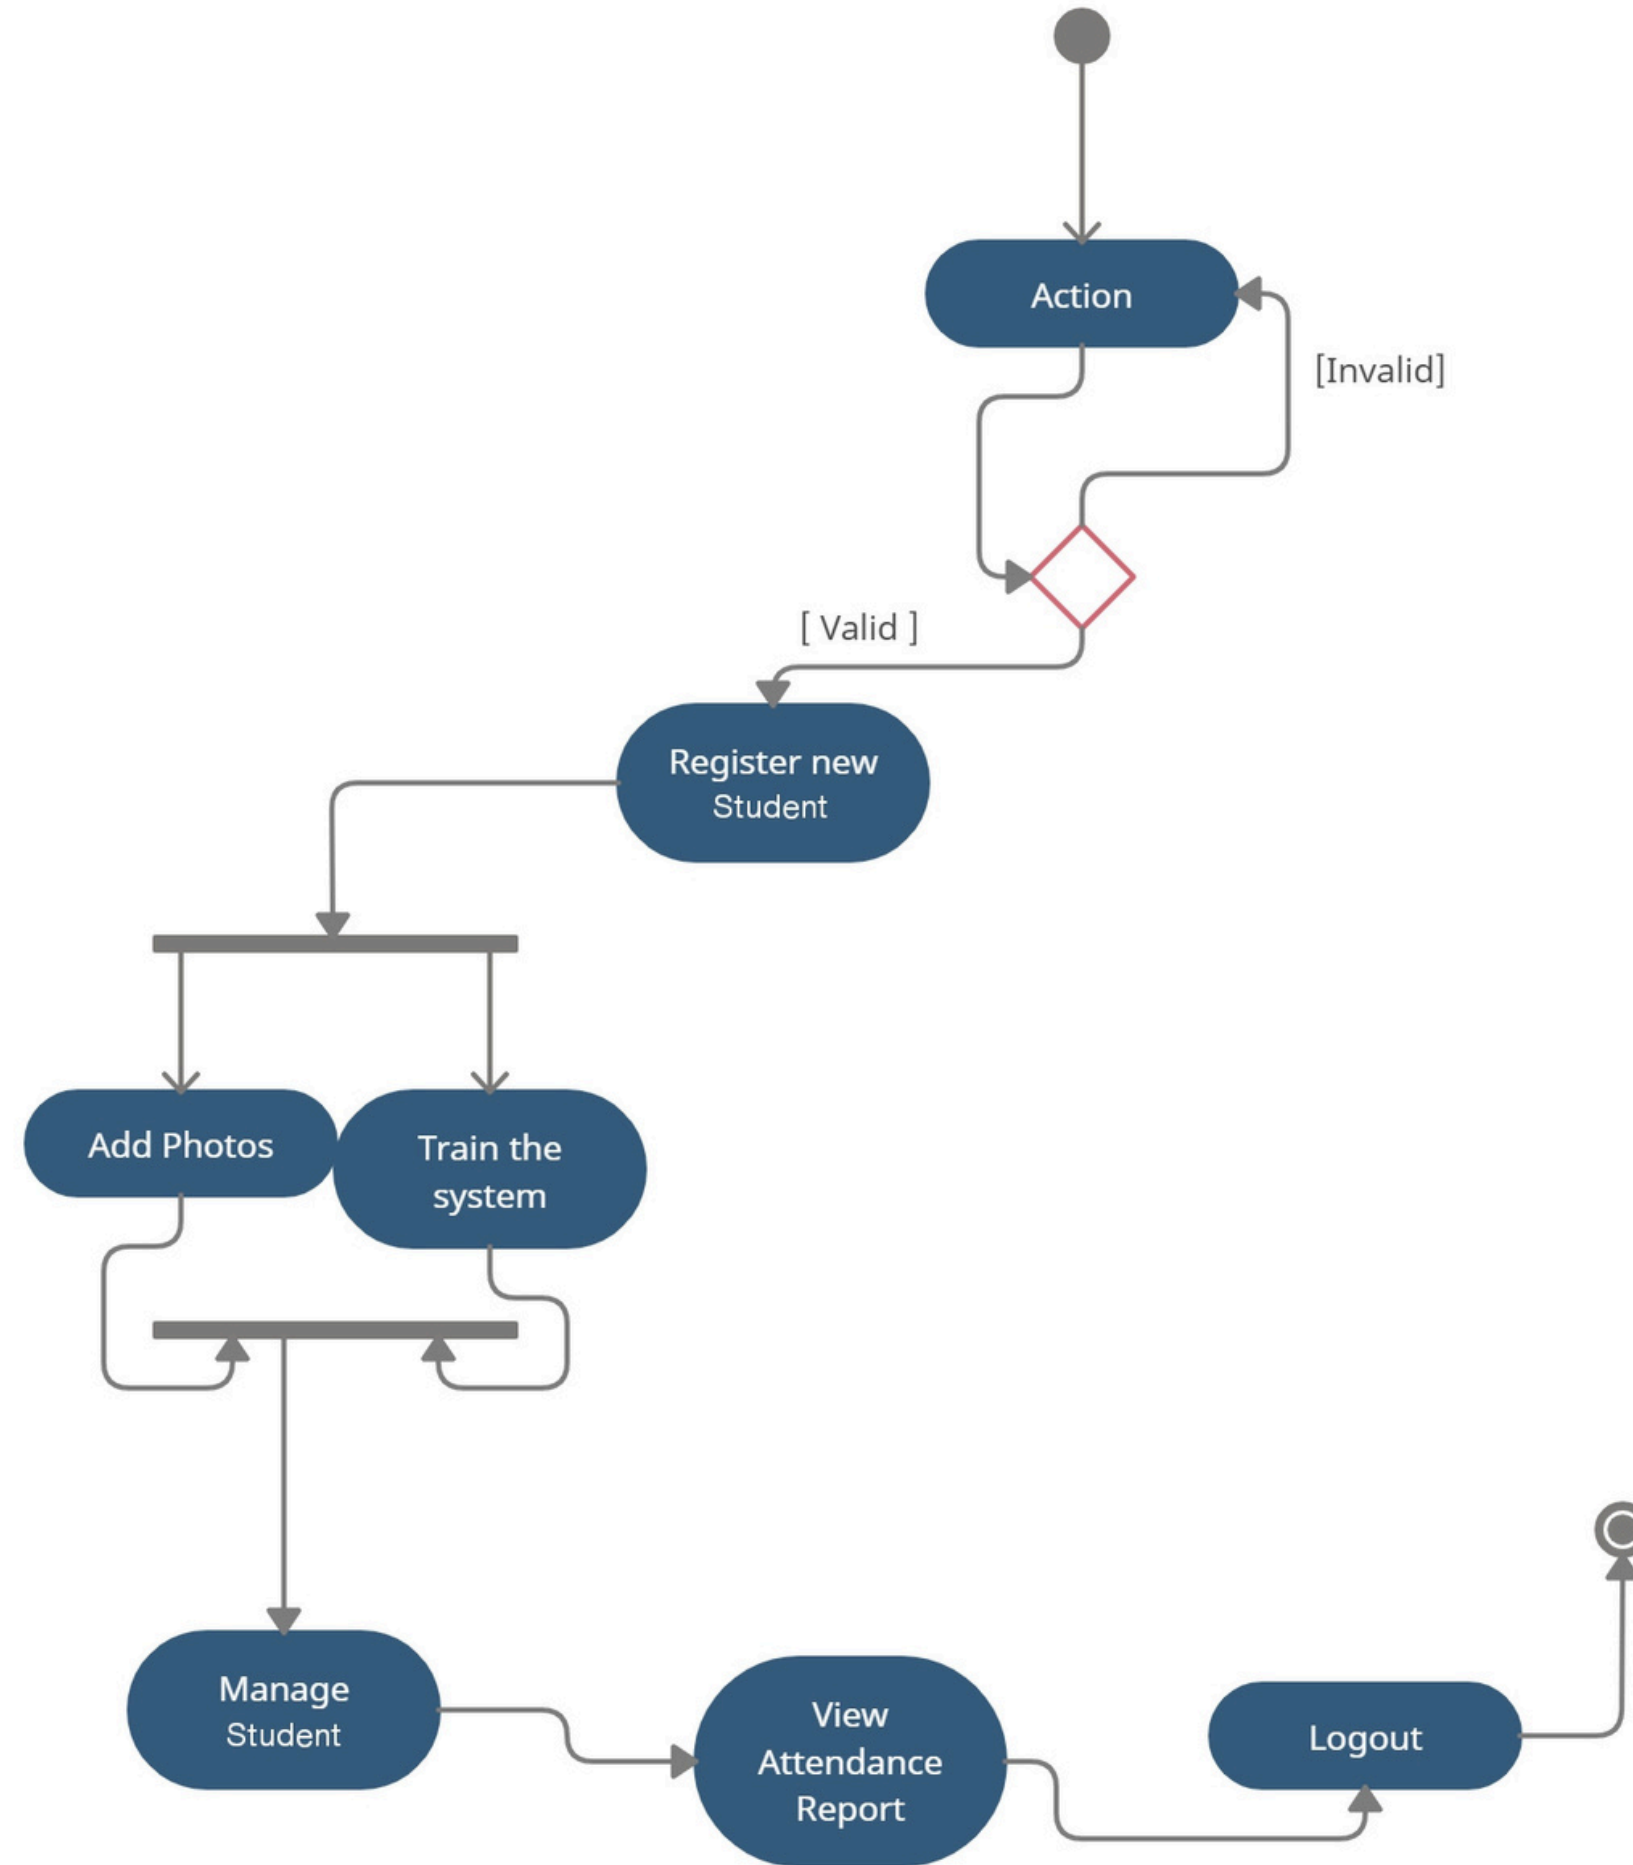 Action
[Invalid]
[ Valid ]
Register new
Student
Add Photos
Train the
system
Manage
Student
View
Attendance
Report
Logout